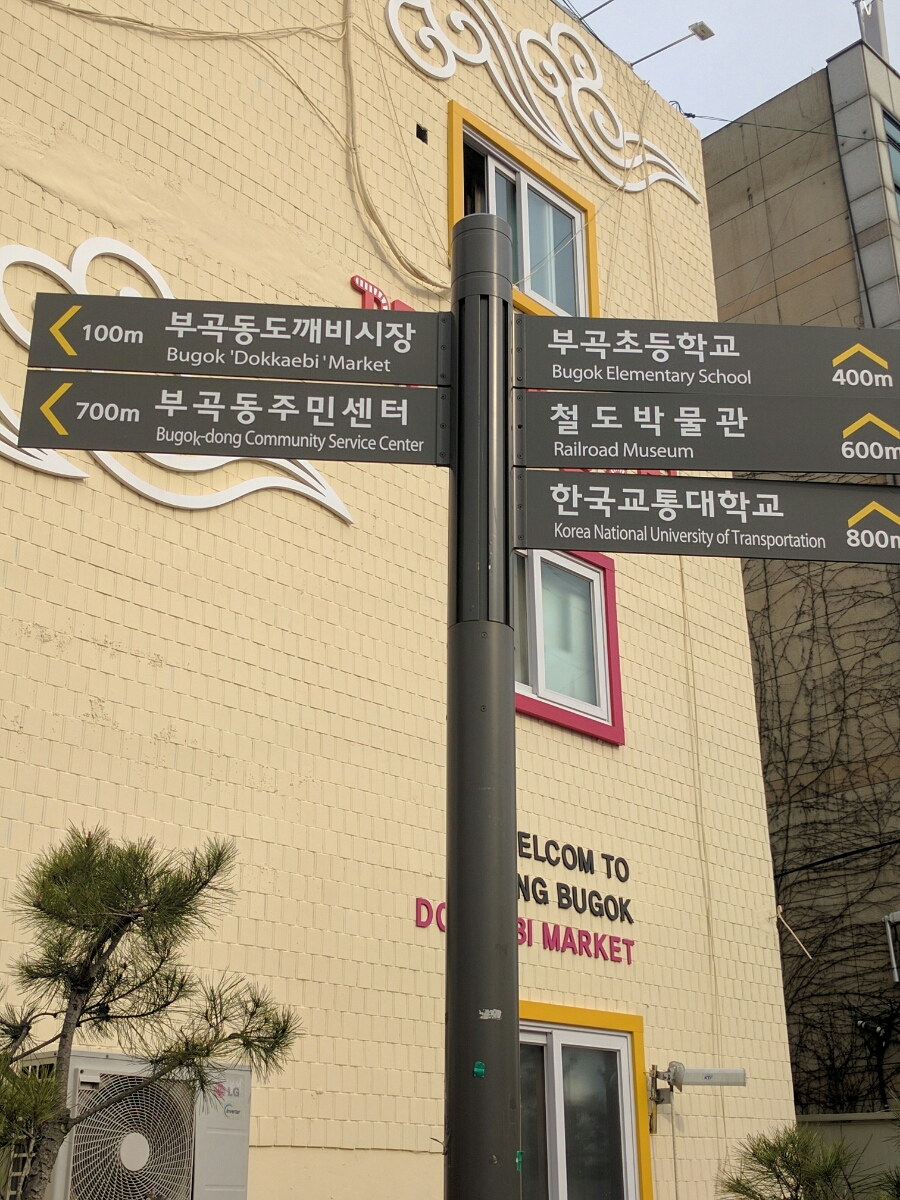 100m 부곡동도깨비시장
Bugok 'Dokkaebi' Market
700m 부곡동주민센터
Bugok-dong Community Service Center
부곡초등학교
Bugok Elementary School
400m
철도박물관
Railroad Museum
600m
한국교통대학교
Korea National University of Transportation
800m
ELCOM TO
NG BUGOK
DO BI MARKET
LG
Inverter